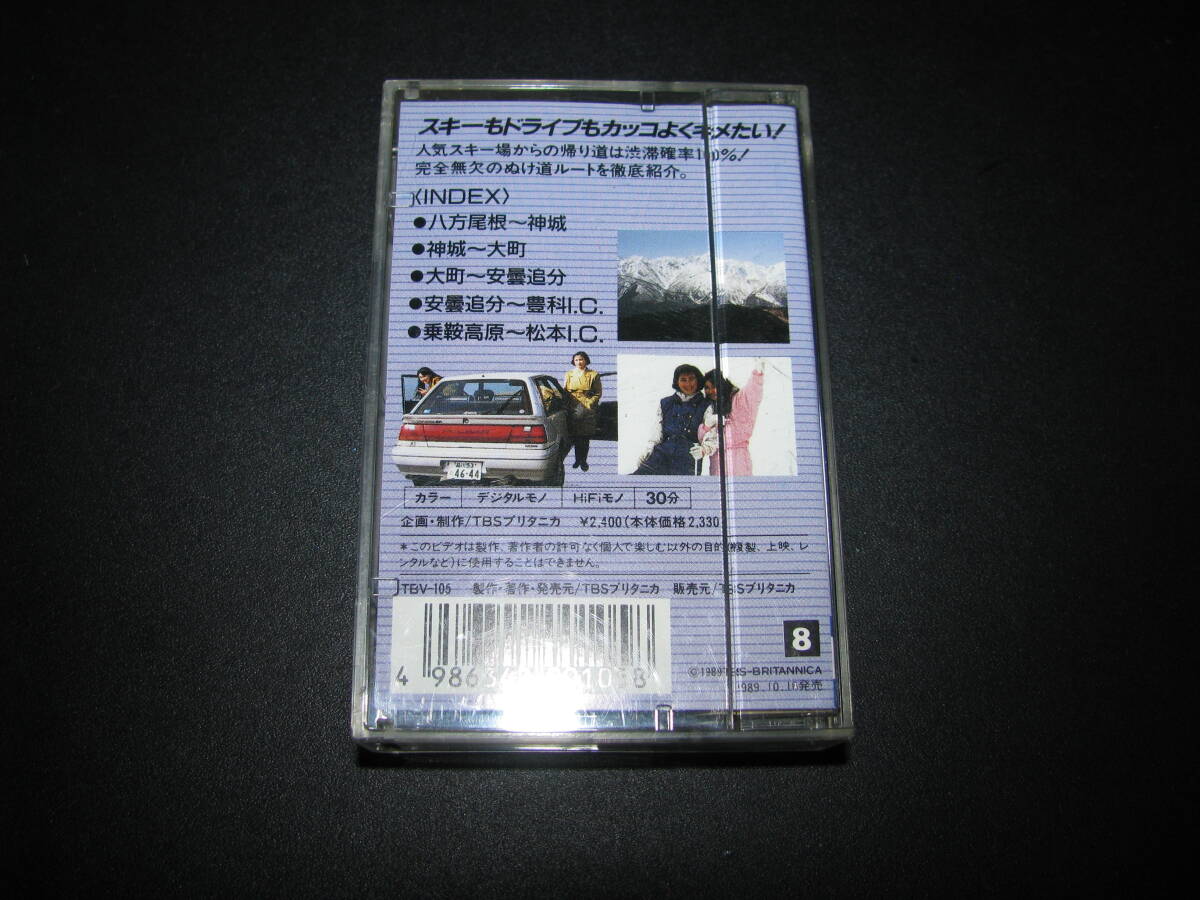 スキーもドライブもカッコよくキメたい!
人気スキー場からの帰り道は渋滞確率100%!
完全無欠のぬけ道ルートを徹底紹介。
〈INDEX〉
●八方尾根〜神城
●神城〜大町
●大町〜安曇追分
●安曇追分〜豊科I.C.
●乗鞍高原〜松本I.C.
46-44
カラー デジタルモノ HiFiモノ 30分
企画・制作/TBSブリタニカ ¥2,400(本体価格2,330
*このビデオは製作、著作者の許可なく個人で楽しむ以外の目的(複製、上映、レ
ンタルなど)に使用することはできません。
TBV-105 製作・著作・発売元/TBSブリタニカ 販売元/TBSブリタニカ
8
©1989TBS-BRITANNICA